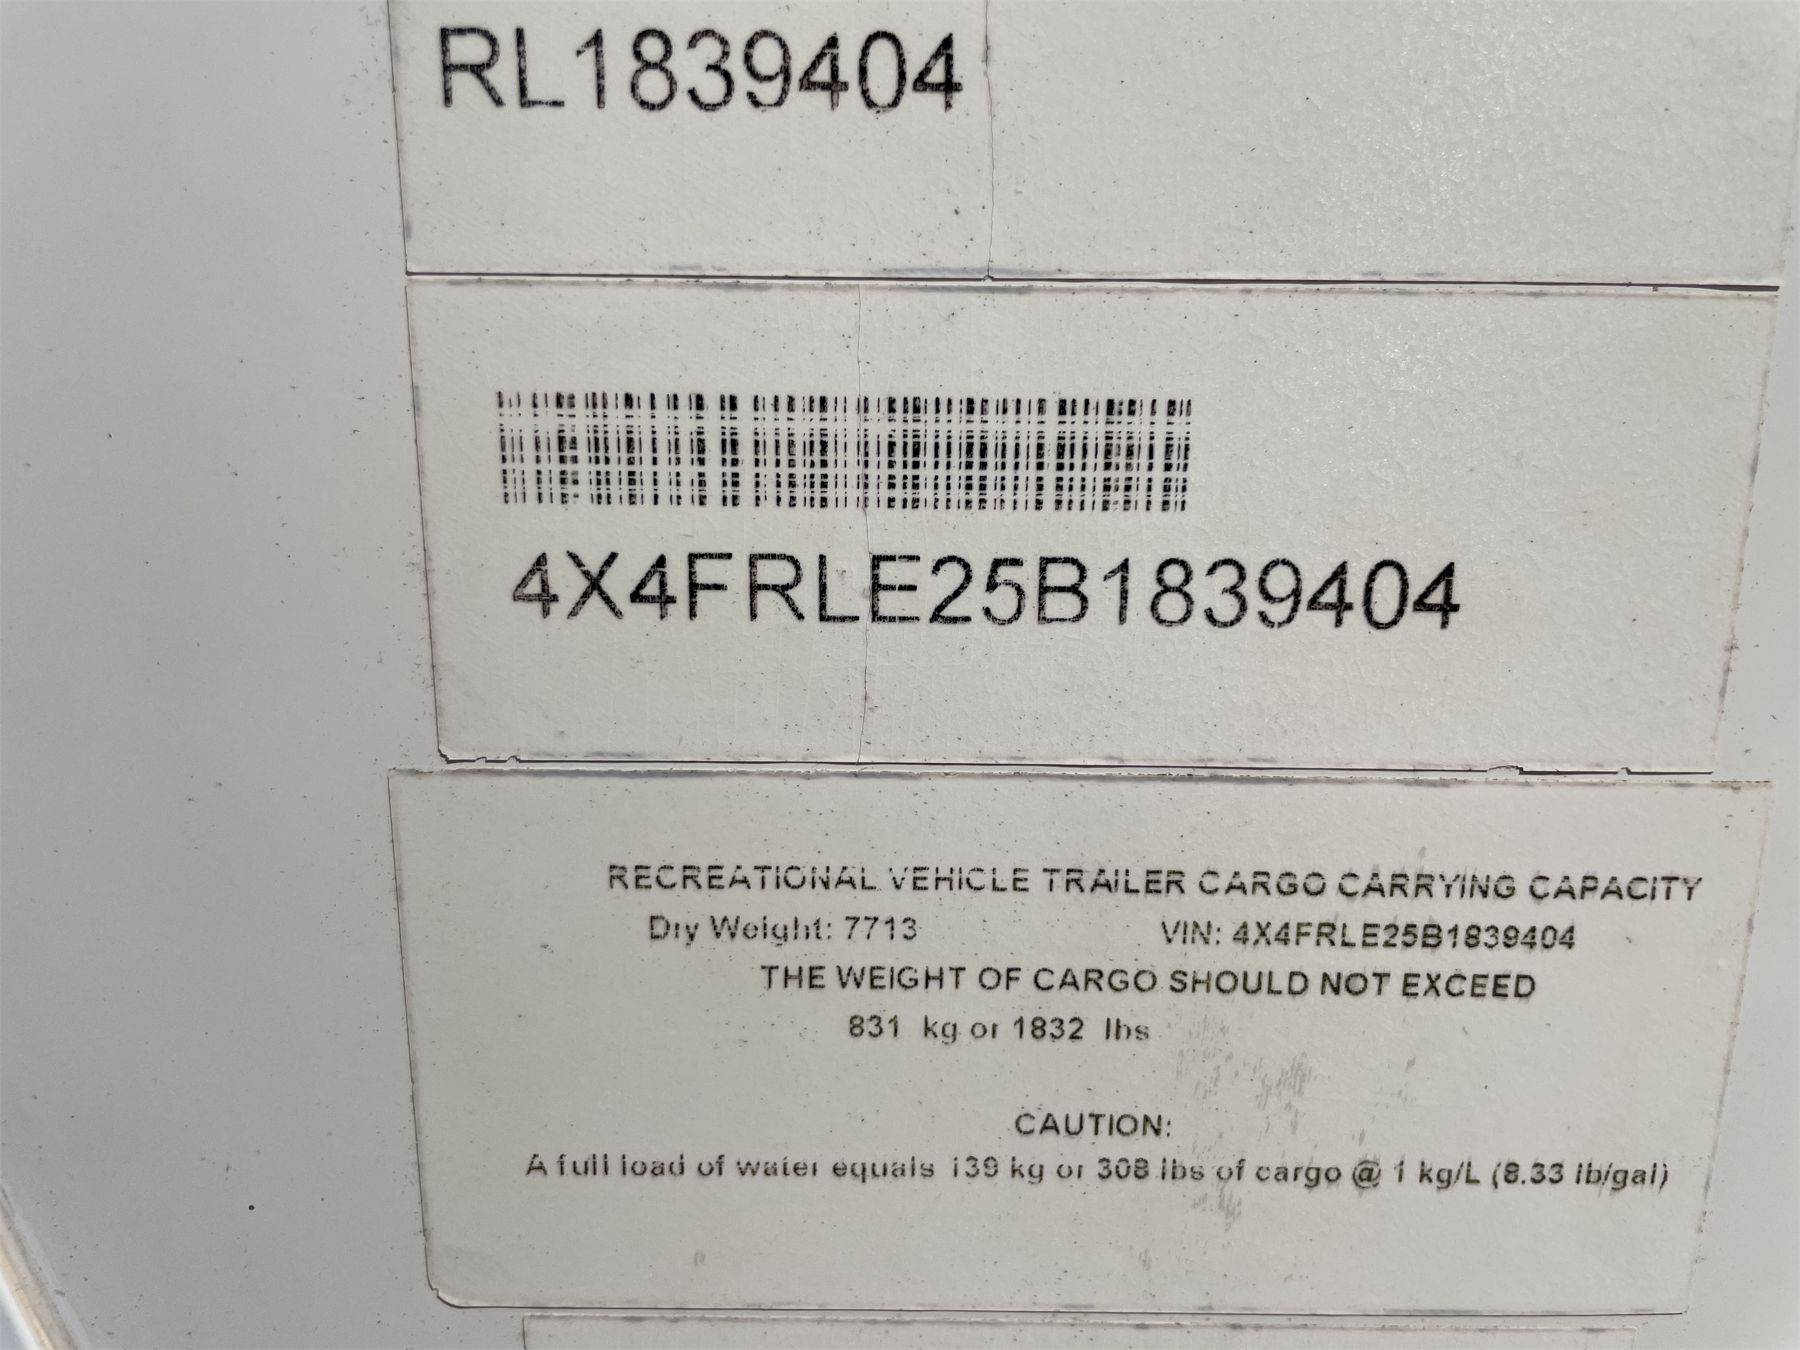 RL1839404
4X4FRLE25B1839404
RECREATIONAL VEHICLE TRAILER CARGO CARRYING CAPACITY
Dry Weight: 7713 VIN: 4X4FRLE25B1839404
THE WEIGHT OF CARGO SHOULD NOT EXCEED
831 kg or 1832 lbs
CAUTION:
A full load of water equals 139 kg or 308 lbs of cargo @ 1 kg/L (8.33 lb/gal)